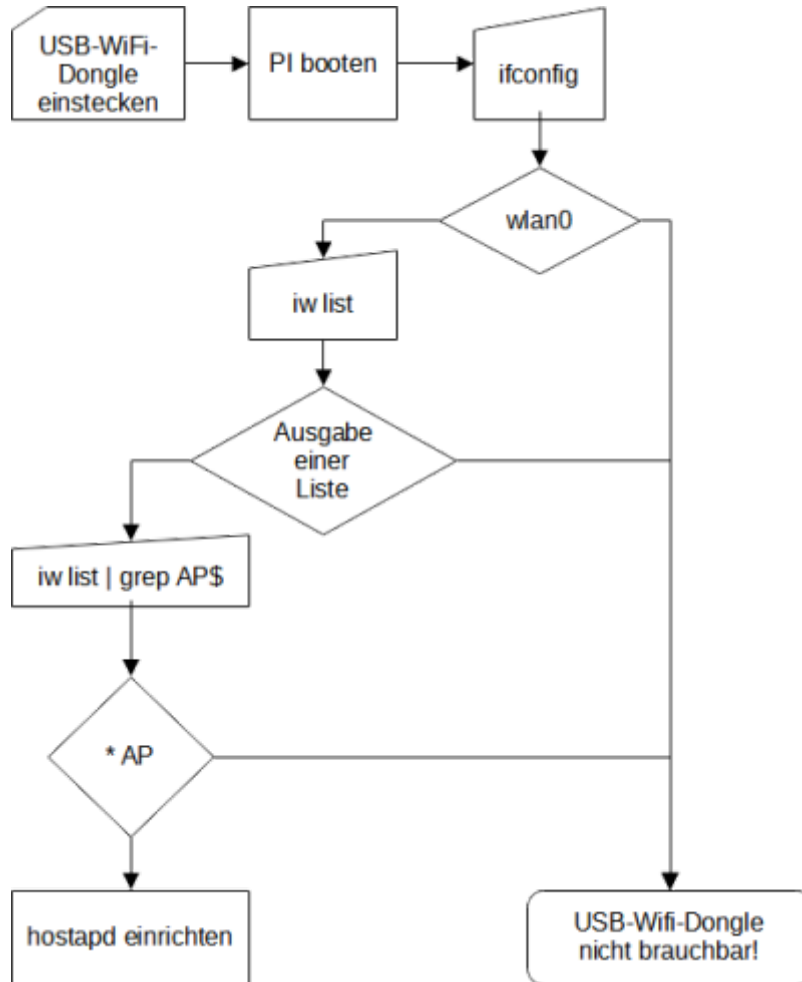 USB-WiFi-
Dongle
einstecken
PI booten
ifconfig
wlan0
iw list
Ausgabe
einer
Liste
iw list | grep AP$
* AP
hostapd einrichten
USB-Wifi-Dongle
nicht brauchbar!